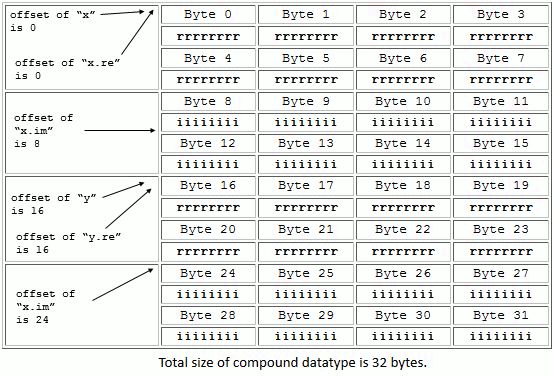 offset of “x”
is 0
offset of “x.re”
is 0
Byte 0 Byte 1 Byte 2 Byte 3
rrrrrrrr rrrrrrrr rrrrrrrr rrrrrrrr
Byte 4 Byte 5 Byte 6 Byte 7
rrrrrrrr rrrrrrrr rrrrrrrr rrrrrrrr
offset of
“x.im”
is 8
Byte 8 Byte 9 Byte 10 Byte 11
iiiiiiii iiiiiiii iiiiiiii iiiiiiii
Byte 12 Byte 13 Byte 14 Byte 15
iiiiiiii iiiiiiii iiiiiiii iiiiiiii
offset of “y”
is 16
offset of “y.re”
is 16
Byte 16 Byte 17 Byte 18 Byte 19
rrrrrrrr rrrrrrrr rrrrrrrr rrrrrrrr
Byte 20 Byte 21 Byte 22 Byte 23
rrrrrrrr rrrrrrrr rrrrrrrr rrrrrrrr
offset of
“x.im”
is 24
Byte 24 Byte 25 Byte 26 Byte 27
iiiiiiii iiiiiiii iiiiiiii iiiiiiii
Byte 28 Byte 29 Byte 30 Byte 31
iiiiiiii iiiiiiii iiiiiiii iiiiiiii
Total size of compound datatype is 32 bytes.